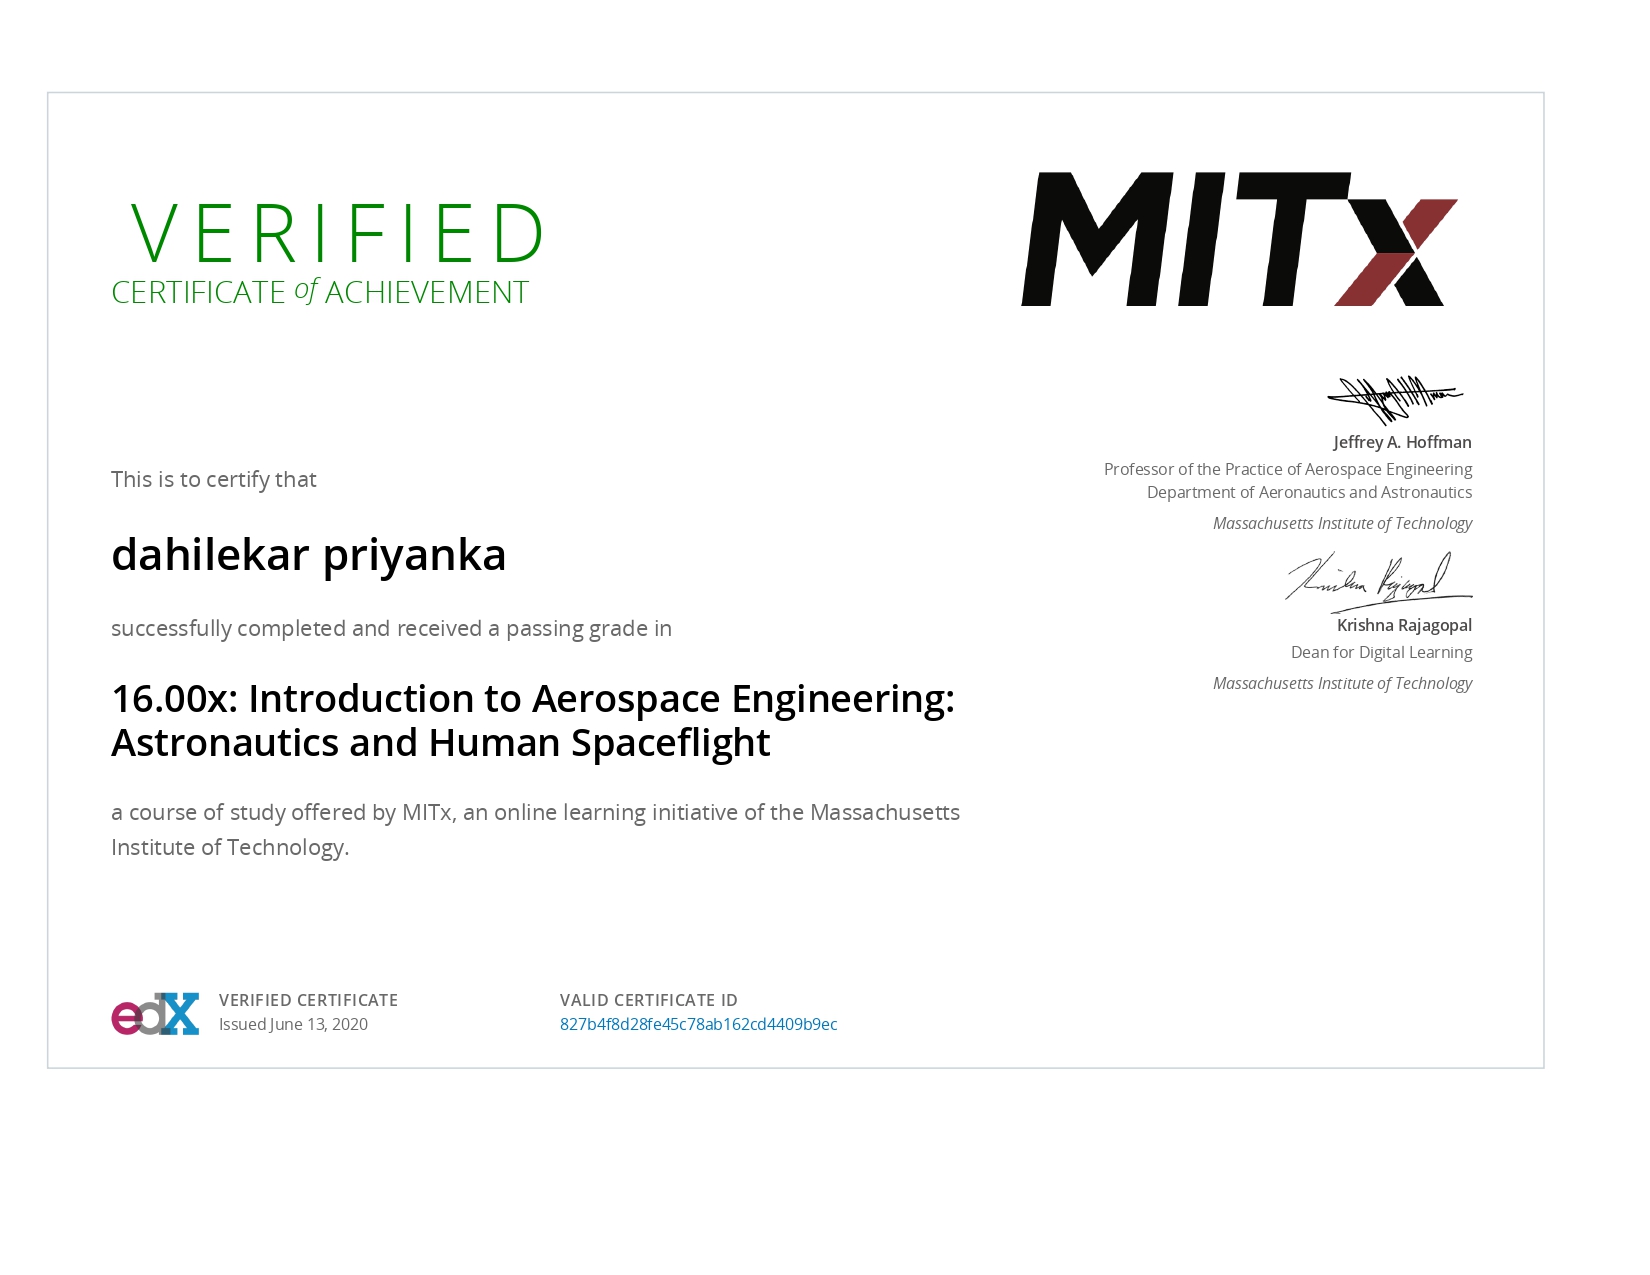 VERIFIED
CERTIFICATE of ACHIEVEMENT
MITx
This is to certify that
dahilekar priyanka
successfully completed and received a passing grade in
16.00x: Introduction to Aerospace Engineering:
Astronautics and Human Spaceflight
a course of study offered by MITx, an online learning initiative of the Massachusetts
Institute of Technology.
Jeffrey A. Hoffman
Professor of the Practice of Aerospace Engineering
Department of Aeronautics and Astronautics
Massachusetts Institute of Technology
Krishna Rajagopal
Krishna Rajagopal
Dean for Digital Learning
Massachusetts Institute of Technology
edX
VERIFIED CERTIFICATE
Issued June 13, 2020
VALID CERTIFICATE ID
827b4f8d28fe45c78ab162cd4409b9ec